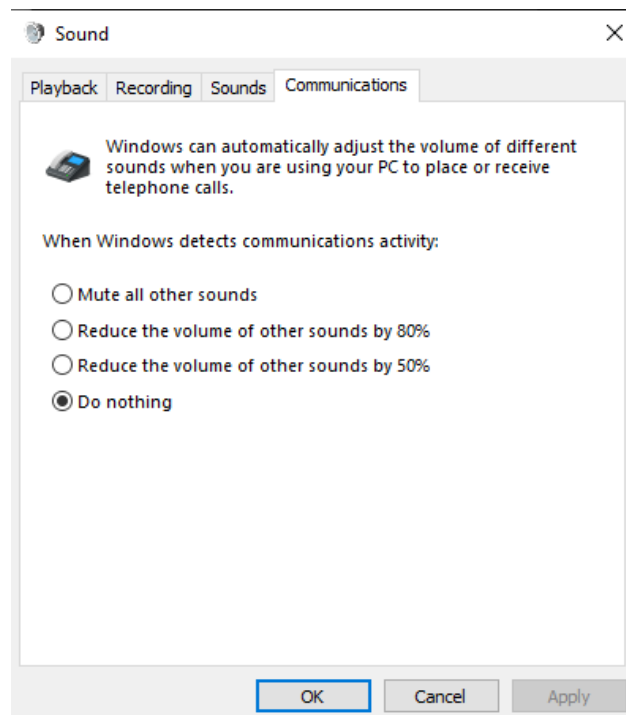 Sound
Playback Recording Sounds Communications
Windows can automatically adjust the volume of different
sounds when you are using your PC to place or receive
telephone calls.
When Windows detects communications activity:
Mute all other sounds
Reduce the volume of other sounds by 80%
Reduce the volume of other sounds by 50%
Do nothing
OK Cancel Apply